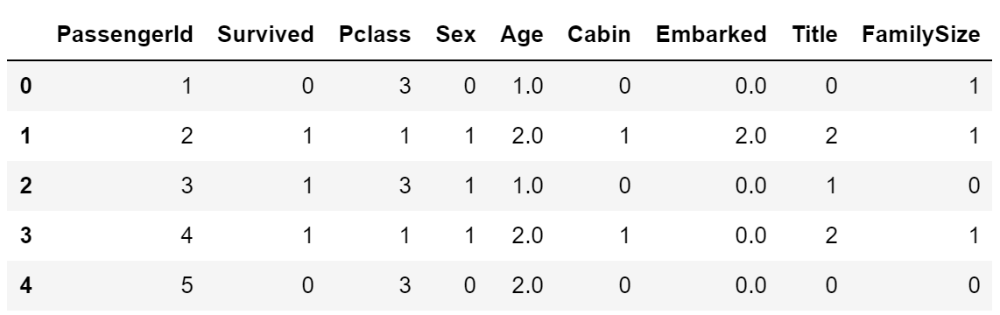 PassengerId Survived Pclass Sex Age Cabin Embarked Title FamilySize
0 1 0 3 0 1.0 0 0.0 0 1
1 2 1 1 1 2.0 1 2.0 2 1
2 3 1 3 1 1.0 0 0.0 1 0
3 4 1 1 1 2.0 1 0.0 2 1
4 5 0 3 0 2.0 0 0.0 0 0